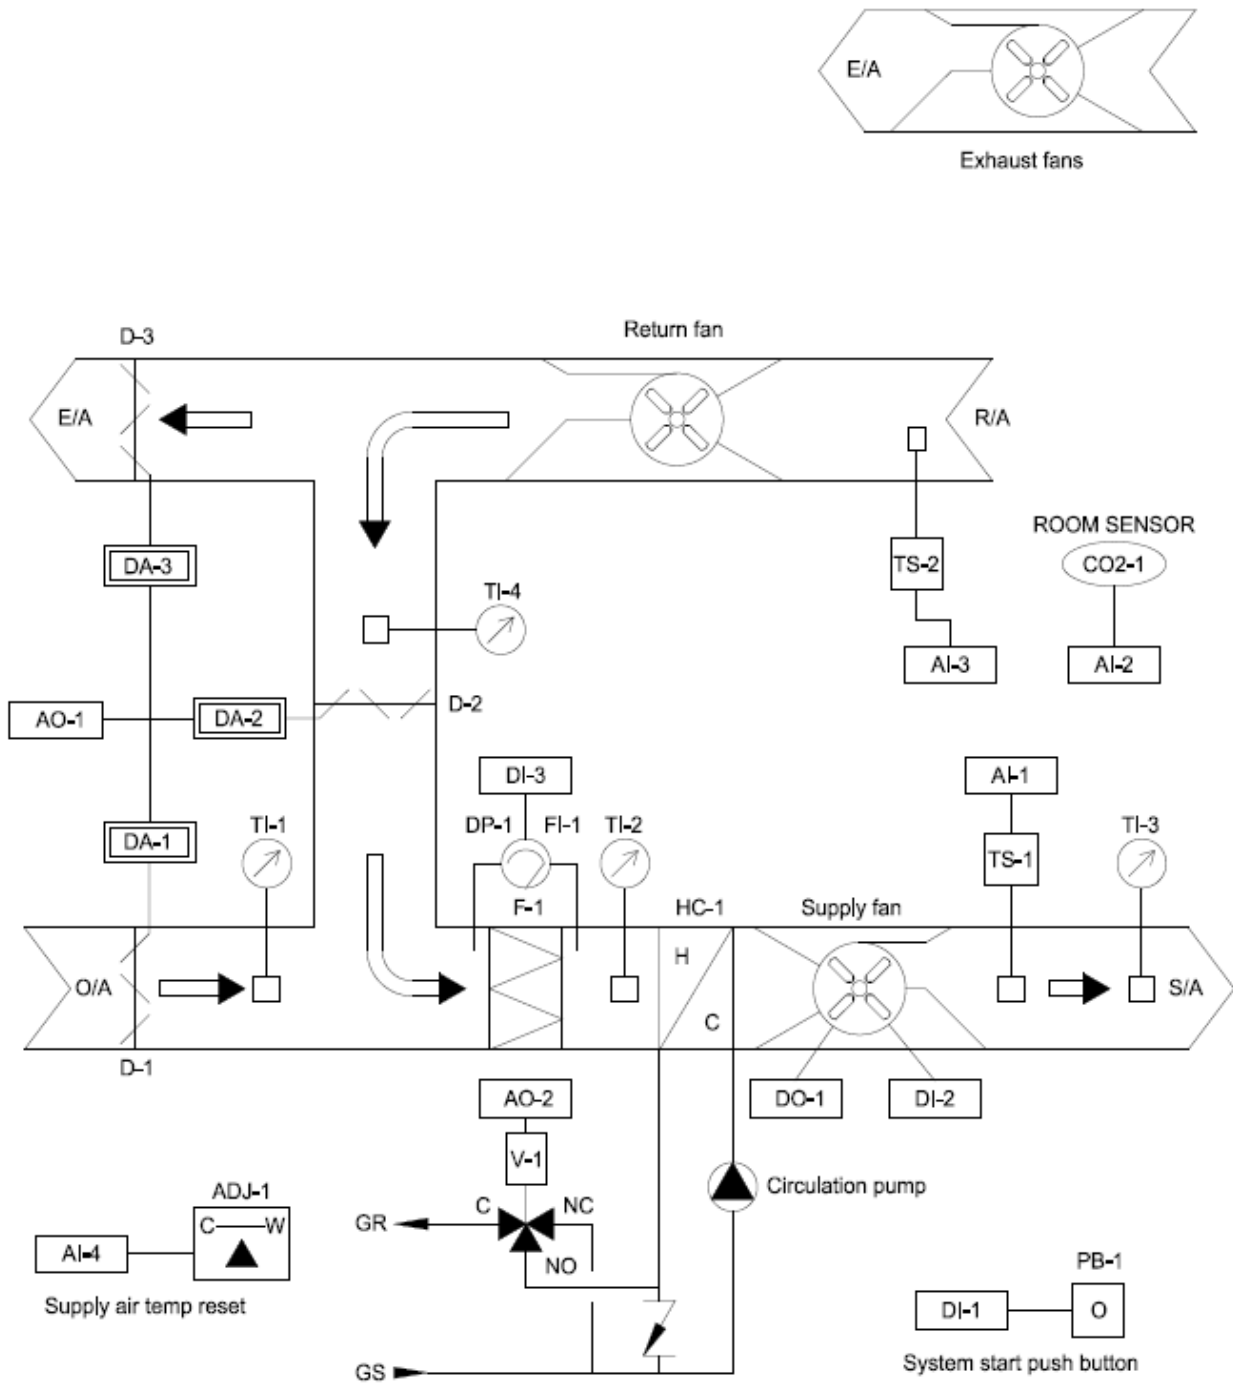 E/A
Exhaust fans
D-3
Return fan
E/A
R/A
ROOM SENSOR
DA-3
TS-2
CO2-1
TI-4
AI-3
AI-2
AO-1
DA-2
D-2
DI-3
AI-1
DA-1
TI-1
DP-1
FI-1
TI-2
TS-1
TI-3
F-1
HC-1
Supply fan
H
O/A
S/A
C
D-1
AO-2
DO-1
DI-2
V-1
Circulation pump
ADJ-1
C
NC
GR
C
W
AI-4
NO
PB-1
Supply air temp reset
DI-1
O
GS
System start push button